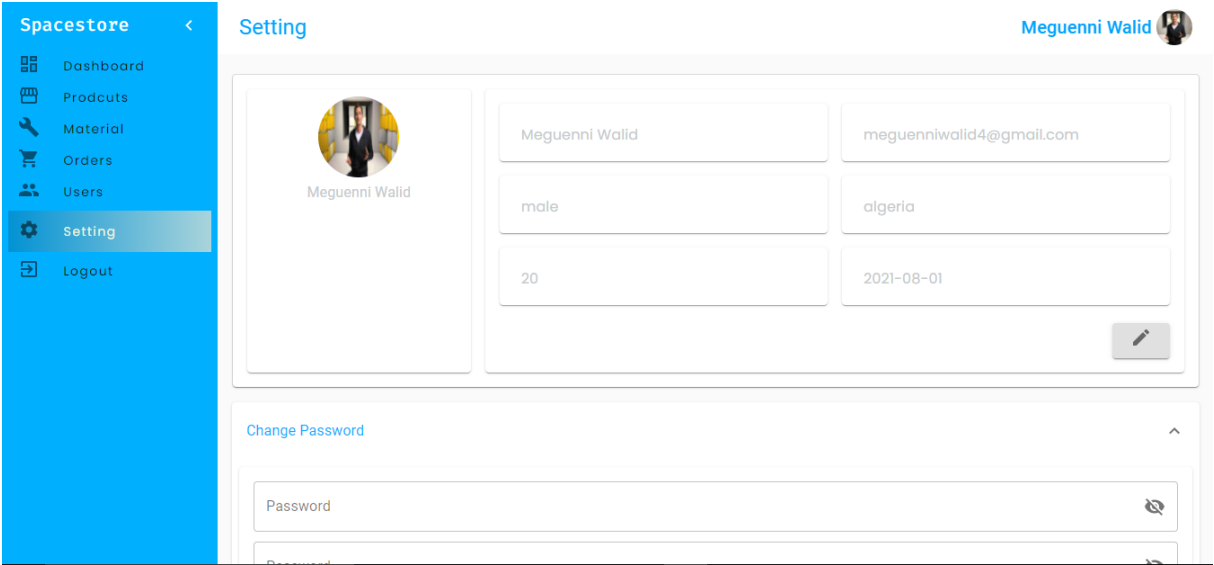 Spacestore
Setting
Meguenni Walid
Dashboard
Prodcuts
Material
Orders
Users
Setting
Logout
Meguenni Walid
Meguenni Walid
meguenniwalid4@gmail.com
male
algeria
20
2021-08-01
Change Password
Password
Password